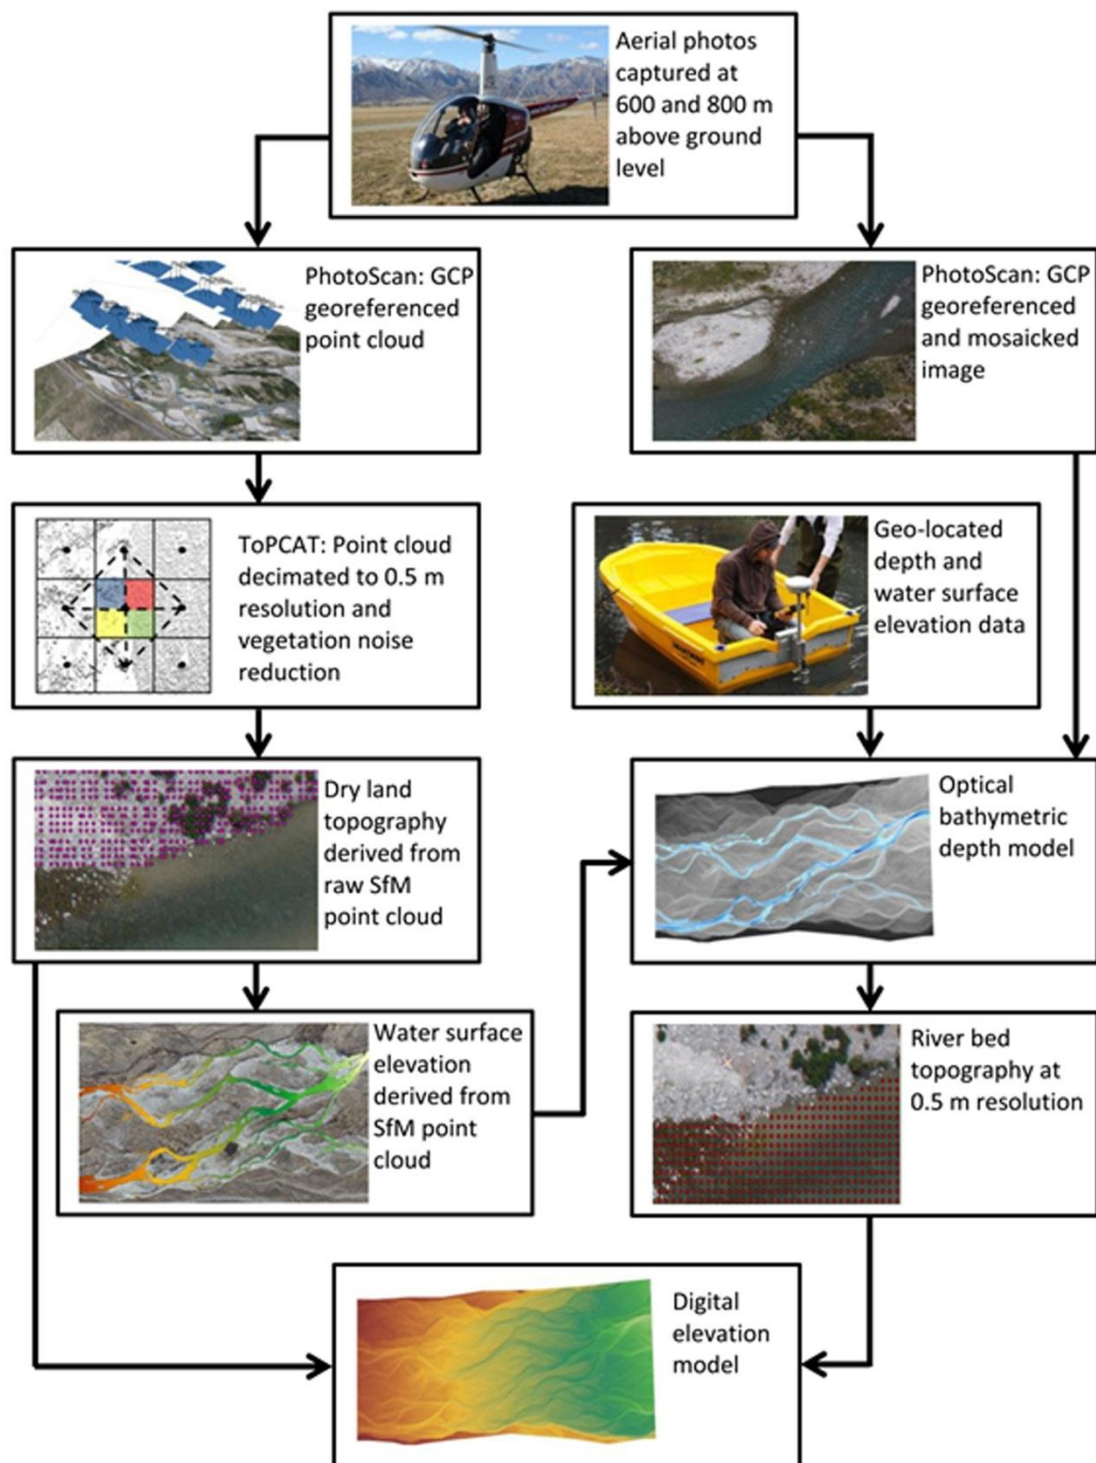 Aerial photos
captured at
600 and 800 m
above ground
level
PhotoScan: GCP
georeferenced
point cloud
PhotoScan: GCP
georeferenced
and mosaicked
image
ToPCAT: Point cloud
decimated to 0.5 m
resolution and
vegetation noise
reduction
Geo-located
depth and
water surface
elevation data
Dry land
topography
derived from
raw SfM
point cloud
Optical
bathymetric
depth model
Water surface
elevation
derived from
SfM point
cloud
River bed
topography at
0.5 m resolution
Digital
elevation
model